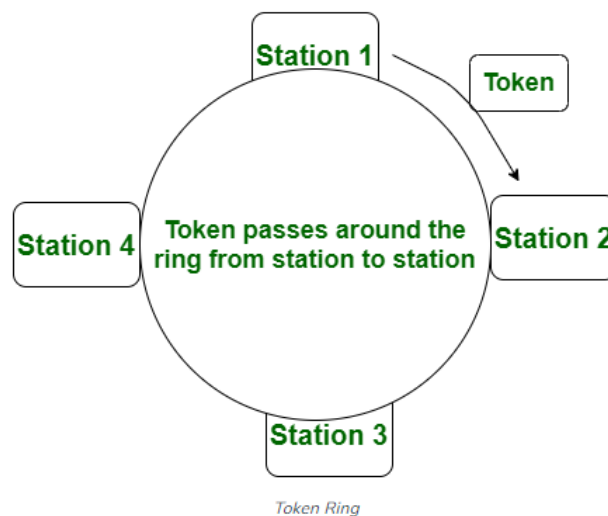 Station 1
Token
Station 4
Token passes around the
ring from station to station
Station 2
Station 3
Token Ring